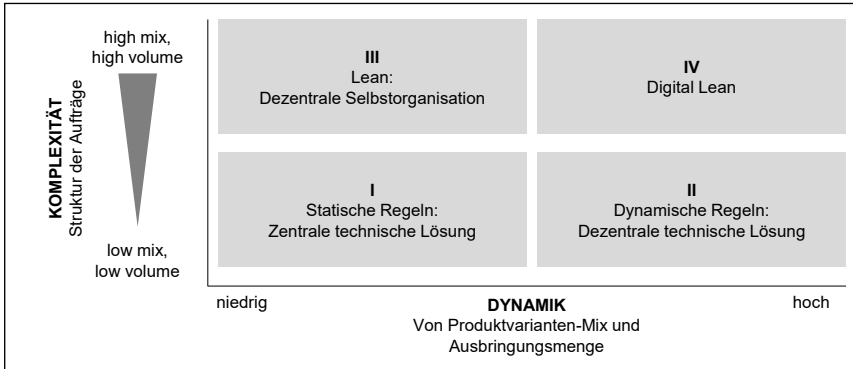 high mix,
high volume
KOMPLEXITÄT
Struktur der Aufträge
low mix,
low volume
III
Lean:
Dezentrale Selbstorganisation
IV
Digital Lean
I
Statische Regeln:
Zentrale technische Lösung
II
Dynamische Regeln:
Dezentrale technische Lösung
niedrig
DYNAMIK
hoch
Von Produktvarianten-Mix und
Ausbringungsmenge